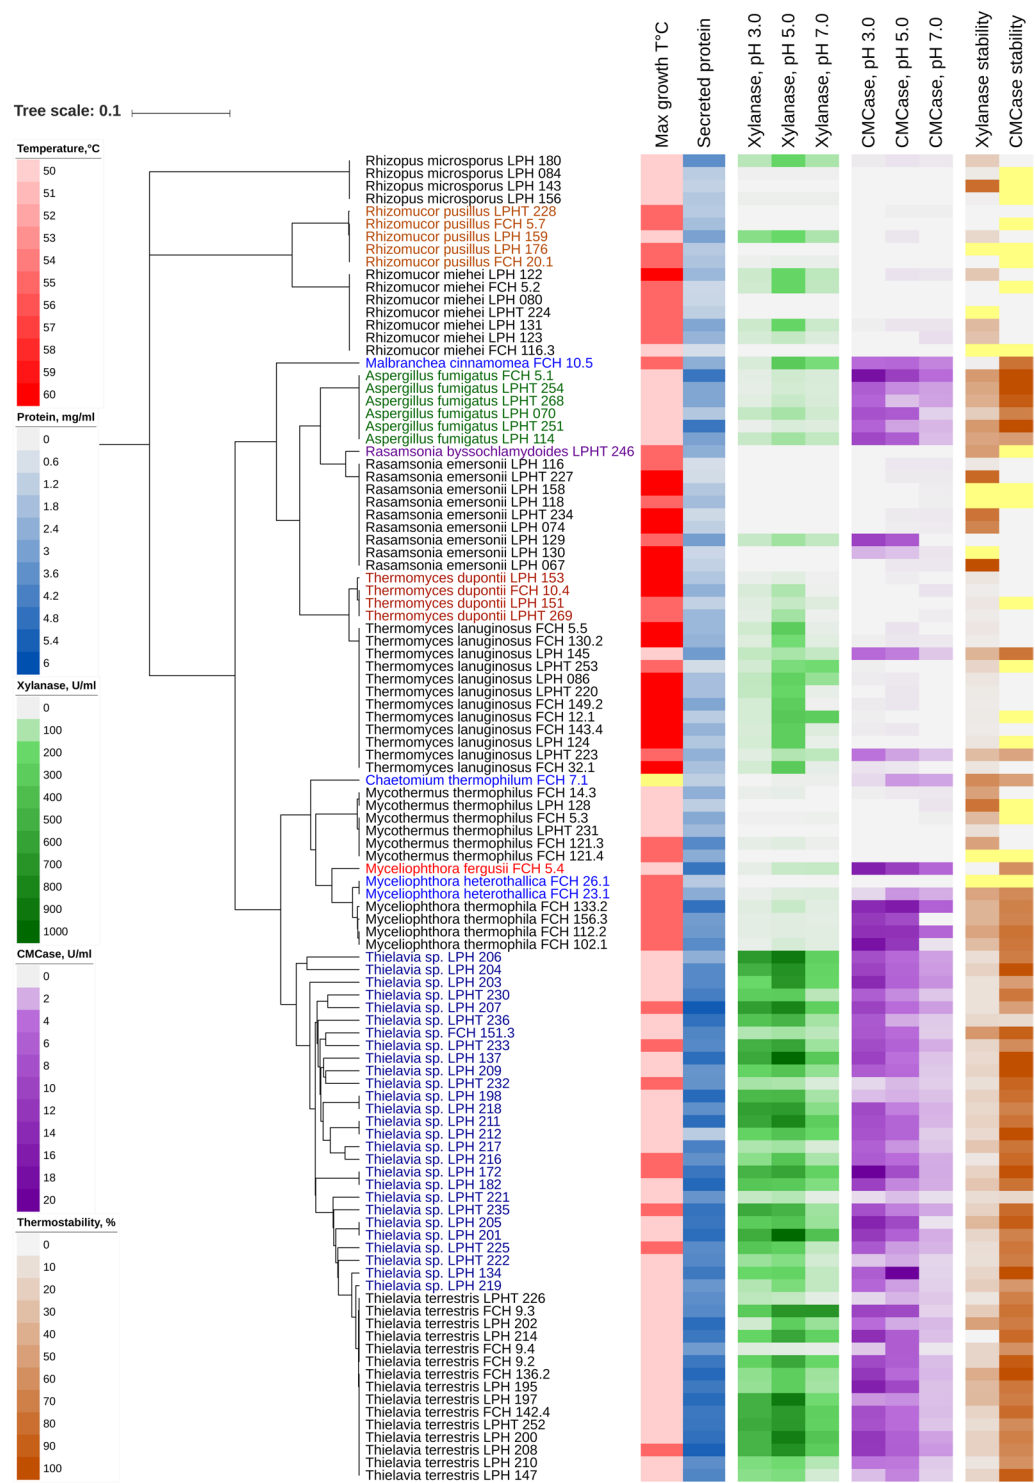 Max growth T°C
Secreted protein
Xylanase, pH 3.0
Xylanase, pH 5.0
Xylanase, pH 7.0
CMCase, pH 3.0
CMCase, pH 5.0
CMCase, pH 7.0
Xylanase stability
CMCase stability
Tree scale: 0.1
Temperature,°C
50
51
52
53
54
55
56
57
58
59
60
Protein, mg/ml
0
0.6
1.2
1.8
2.4
3
3.6
4.2
4.8
5.4
6
Xylanase, U/ml
0
100
200
300
400
500
600
700
800
900
1000
CMCase, U/ml
0
2
4
6
8
10
12
14
16
18
20
Thermostability, %
0
10
20
30
40
50
60
70
80
90
100
Rhizopus microsporus LPH 180
Rhizopus microsporus LPH 084
Rhizopus microsporus LPH 143
Rhizopus microsporus LPH 156
Rhizomucor pusillus LPHT 228
Rhizomucor pusillus FCH 5.7
Rhizomucor pusillus LPH 159
Rhizomucor pusillus LPH 176
Rhizomucor pusillus FCH 20.1
Rhizomucor miehei LPH 122
Rhizomucor miehei FCH 5.2
Rhizomucor miehei LPH 080
Rhizomucor miehei LPHT 224
Rhizomucor miehei LPH 131
Rhizomucor miehei LPH 123
Rhizomucor miehei FCH 116.3
Malbranchea cinnamomea FCH 10.5
Aspergillus fumigatus FCH 5.1
Aspergillus fumigatus LPHT 254
Aspergillus fumigatus LPHT 268
Aspergillus fumigatus LPH 070
Aspergillus fumigatus LPHT 251
Aspergillus fumigatus LPH 114
Rasamsonia byssochlamydoides LPHT 246
Rasamsonia emersonii LPH 116
Rasamsonia emersonii LPHT 227
Rasamsonia emersonii LPH 158
Rasamsonia emersonii LPH 118
Rasamsonia emersonii LPHT 234
Rasamsonia emersonii LPH 074
Rasamsonia emersonii LPH 129
Rasamsonia emersonii LPH 130
Rasamsonia emersonii LPH 067
Thermomyces dupontii LPH 153
Thermomyces dupontii FCH 10.4
Thermomyces dupontii LPH 151
Thermomyces dupontii LPHT 269
Thermomyces lanuginosus FCH 5.5
Thermomyces lanuginosus FCH 130.2
Thermomyces lanuginosus LPH 145
Thermomyces lanuginosus LPHT 253
Thermomyces lanuginosus LPH 086
Thermomyces lanuginosus LPHT 220
Thermomyces lanuginosus FCH 149.2
Thermomyces lanuginosus FCH 12.1
Thermomyces lanuginosus FCH 143.4
Thermomyces lanuginosus LPH 124
Thermomyces lanuginosus LPHT 223
Thermomyces lanuginosus FCH 32.1
Chaetomium thermophilum FCH 7.1
Mycothermus thermophilus FCH 14.3
Mycothermus thermophilus LPH 128
Mycothermus thermophilus FCH 5.3
Mycothermus thermophilus LPHT 231
Mycothermus thermophilus FCH 121.3
Mycothermus thermophilus FCH 121.4
Myceliophthora fergusii FCH 5.4
Myceliophthora heterothallica FCH 26.1
Myceliophthora heterothallica FCH 23.1
Myceliophthora thermophila FCH 133.2
Myceliophthora thermophila FCH 156.3
Myceliophthora thermophila FCH 112.2
Myceliophthora thermophila FCH 102.1
Thielavia sp. LPH 206
Thielavia sp. LPH 204
Thielavia sp. LPH 203
Thielavia sp. LPHT 230
Thielavia sp. LPH 207
Thielavia sp. LPHT 236
Thielavia sp. FCH 151.3
Thielavia sp. LPHT 233
Thielavia sp. LPH 137
Thielavia sp. LPH 209
Thielavia sp. LPHT 232
Thielavia sp. LPH 198
Thielavia sp. LPH 218
Thielavia sp. LPH 211
Thielavia sp. LPH 212
Thielavia sp. LPH 217
Thielavia sp. LPH 216
Thielavia sp. LPH 172
Thielavia sp. LPH 182
Thielavia sp. LPHT 221
Thielavia sp. LPHT 235
Thielavia sp. LPH 205
Thielavia sp. LPH 201
Thielavia sp. LPHT 225
Thielavia sp. LPHT 222
Thielavia sp. LPH 134
Thielavia sp. LPH 219
Thielavia terrestris LPHT 226
Thielavia terrestris FCH 9.3
Thielavia terrestris LPH 202
Thielavia terrestris LPH 214
Thielavia terrestris FCH 9.4
Thielavia terrestris FCH 9.2
Thielavia terrestris FCH 136.2
Thielavia terrestris LPH 195
Thielavia terrestris LPH 197
Thielavia terrestris FCH 142.4
Thielavia terrestris LPHT 252
Thielavia terrestris LPH 200
Thielavia terrestris LPH 208
Thielavia terrestris LPH 210
Thielavia terrestris LPH 147